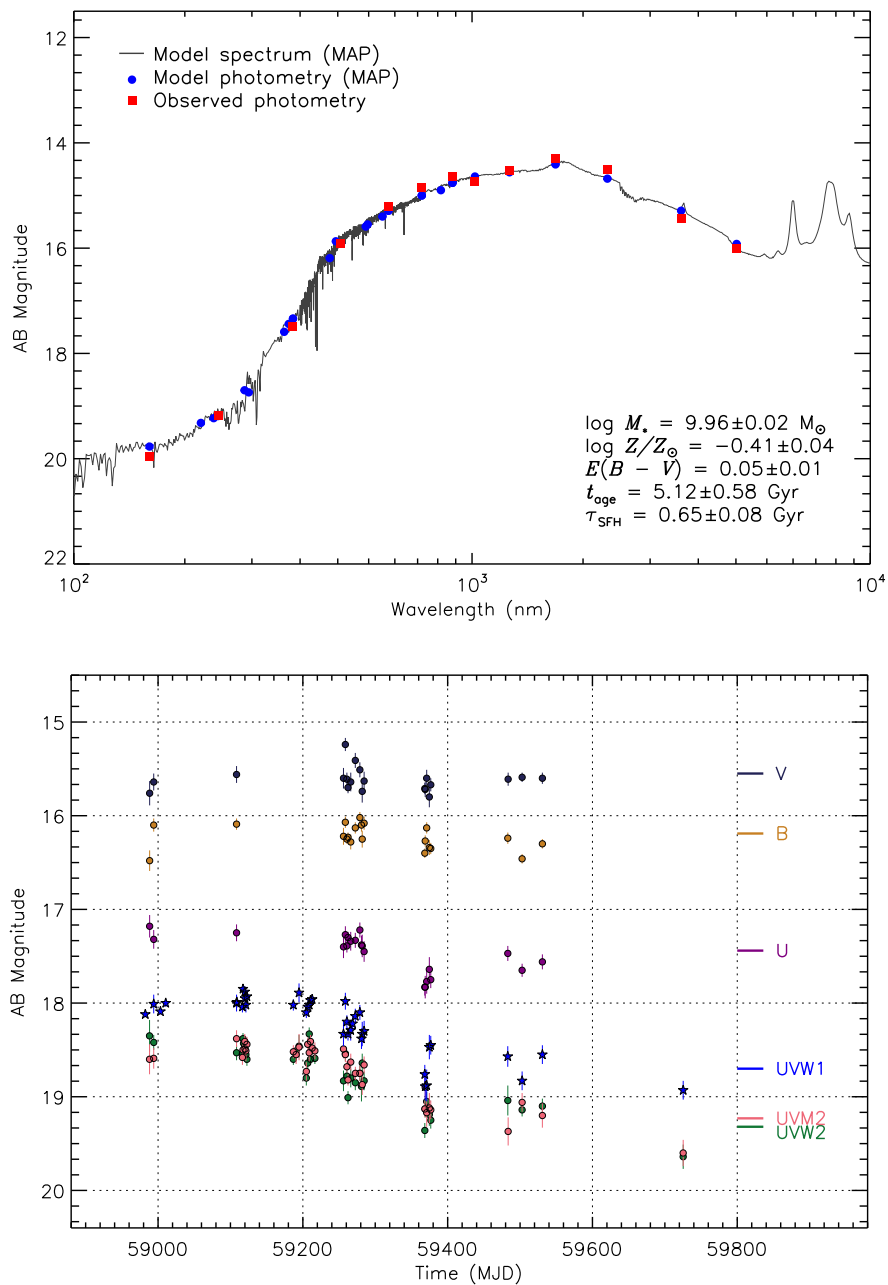 12
14
16
18
20
22
AB Magnitude
Model spectrum (MAP)
Model photometry (MAP)
Observed photometry
log M* = 9.96±0.02 M⊙
log Z/Z⊙ = −0.41±0.04
E(B − V) = 0.05±0.01
t_age = 5.12±0.58 Gyr
τ_SFH = 0.65±0.08 Gyr
10² 10³ 10⁴
Wavelength (nm)
15
16
17
18
19
20
AB Magnitude
V
B
U
UVW1
UVM2
UVW2
59000 59200 59400 59600 59800
Time (MJD)